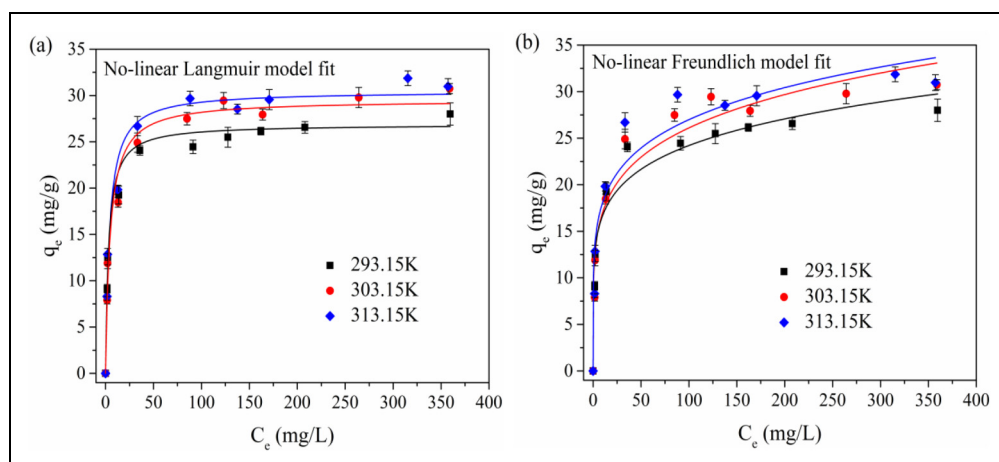 (a)
No-linear Langmuir model fit
35
30
25
20
15
10
5
0
qe (mg/g)
293.15K
303.15K
313.15K
0 50 100 150 200 250 300 350 400
Ce (mg/L)
(b)
No-linear Freundlich model fit
35
30
25
20
15
10
5
0
qe (mg/g)
293.15K
303.15K
313.15K
0 50 100 150 200 250 300 350 400
Ce (mg/L)